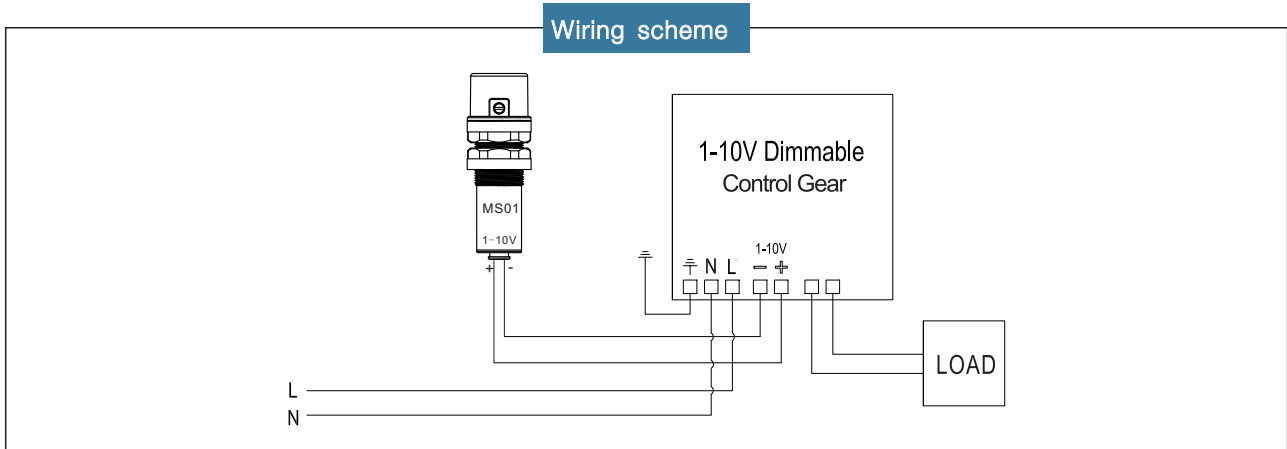 Wiring scheme
1-10V Dimmable
Control Gear
MS01
1-10V
+ -
1-10V
N L - +
LOAD
L
N